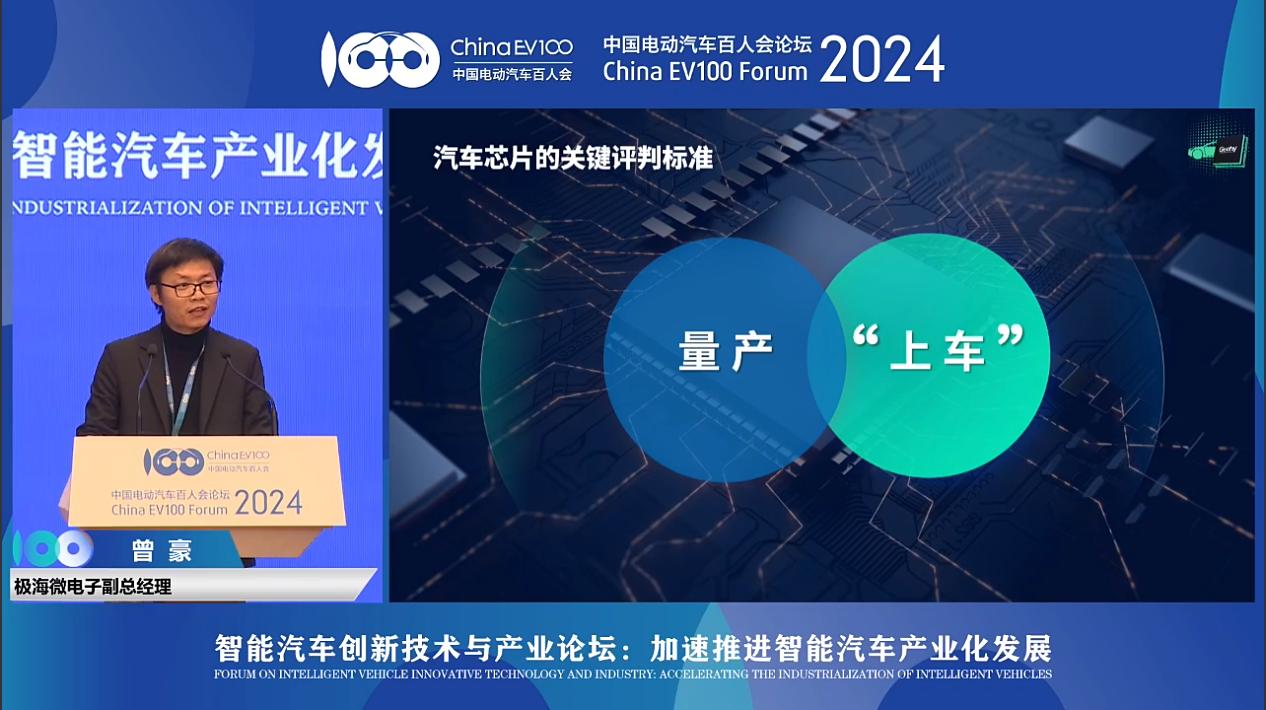 China EV100
中国电动汽车百人会
中国电动汽车百人会论坛
China EV100 Forum
2024
智能汽车产业化发
NDUSTRIALIZATION OF INTELLIGENT V
汽车芯片的关键评判标准
Geehy
量产
“上车”
China EV100
中国电动汽车百人会
中国电动汽车百人会论坛
China EV100 Forum
2024
曾豪
极海微电子副总经理
智能汽车创新技术与产业论坛：加速推进智能汽车产业化发展
FORUM ON INTELLIGENT VEHICLE INNOVATIVE TECHNOLOGY AND INDUSTRY: ACCELERATING THE INDUSTRIALIZATION OF INTELLIGENT VEHICLES